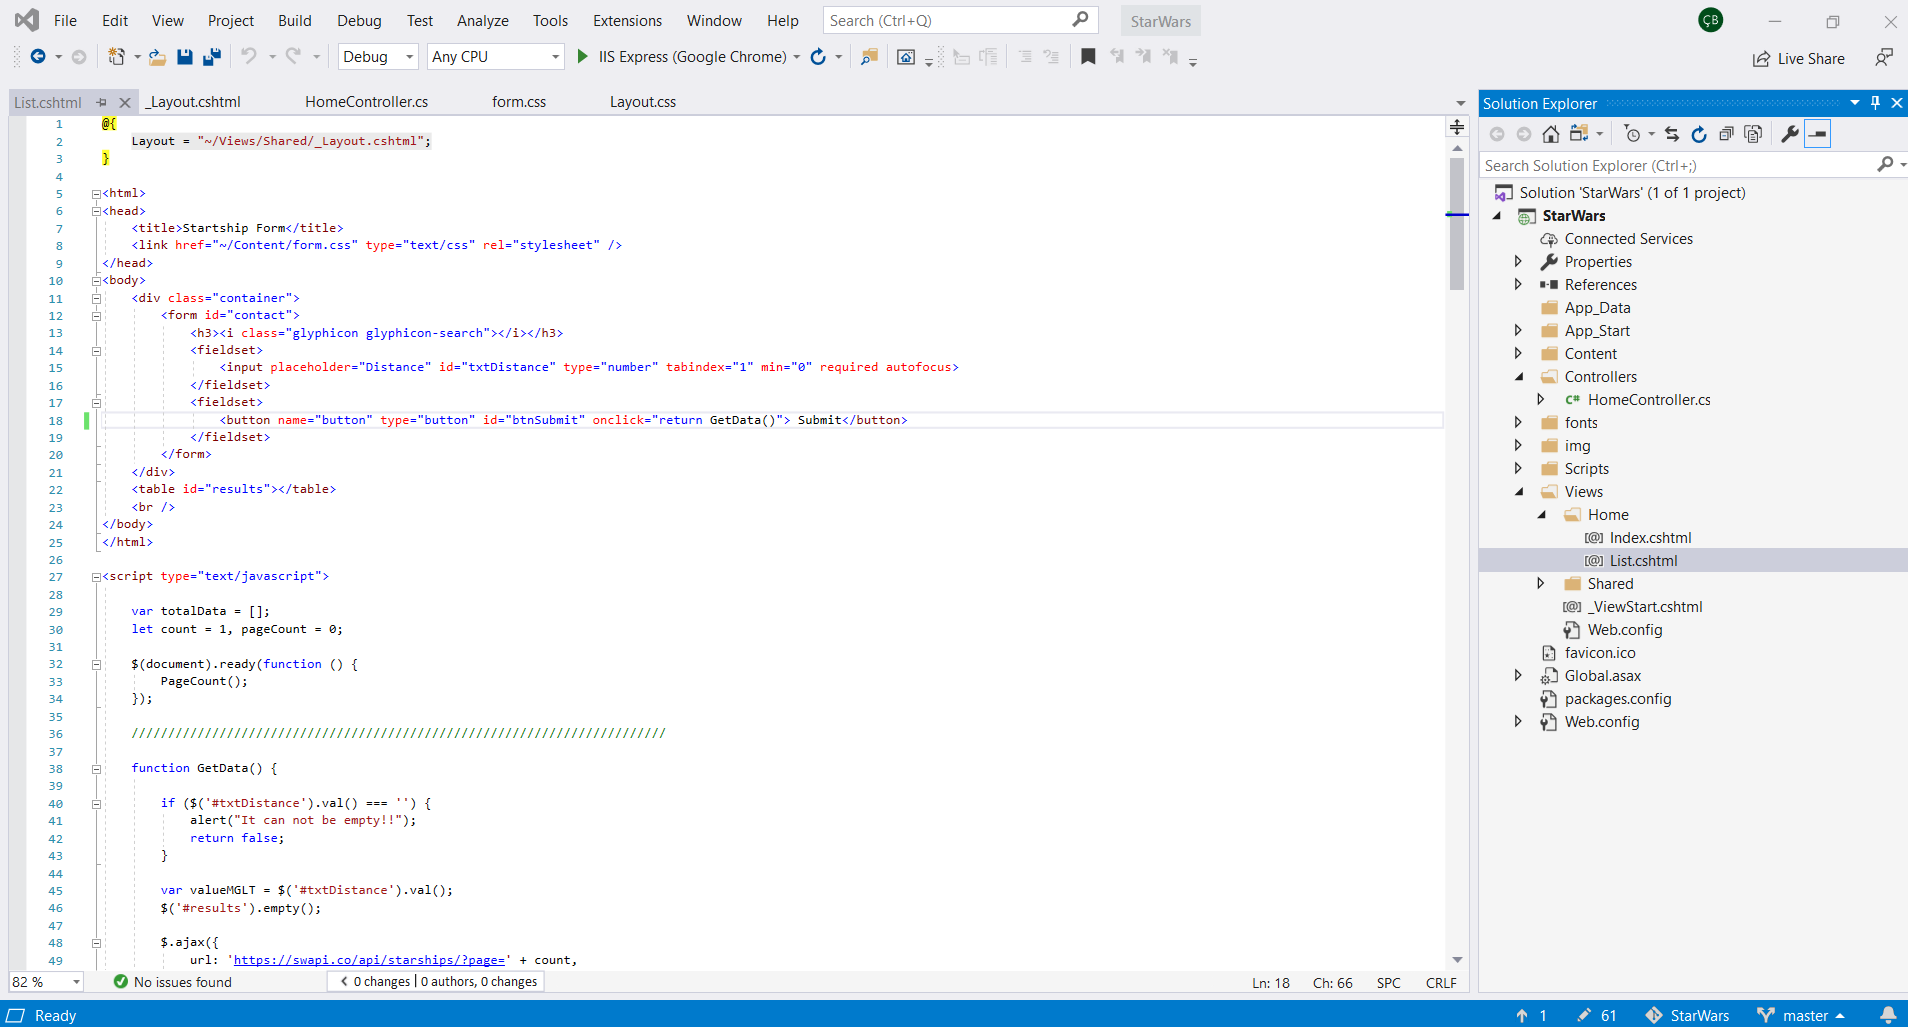 File Edit View Project Build Debug Test Analyze Tools Extensions Window Help Search (Ctrl+Q) StarWars ÇB
Debug Any CPU IIS Express (Google Chrome) Live Share
List.cshtml _Layout.cshtml HomeController.cs form.css Layout.css
1 @{
2 Layout = "~/Views/Shared/_Layout.cshtml";
3 }
4
5 <html>
6 <head>
7 <title>Startship Form</title>
8 <link href="~/Content/form.css" type="text/css" rel="stylesheet" />
9 </head>
10 <body>
11 <div class="container">
12 <form id="contact">
13 <h3><i class="glyphicon glyphicon-search"></i></h3>
14 <fieldset>
15 <input placeholder="Distance" id="txtDistance" type="number" tabindex="1" min="0" required autofocus>
16 </fieldset>
17 <fieldset>
18 <button name="button" type="button" id="btnSubmit" onclick="return GetData()"> Submit</button>
19 </fieldset>
20 </form>
21 </div>
22 <table id="results"></table>
23 <br />
24 </body>
25 </html>
26
27 <script type="text/javascript">
28
29 var totalData = [];
30 let count = 1, pageCount = 0;
31
32 $(document).ready(function () {
33 PageCount();
34 });
35
36 /////////////////////////////////////////////////////////////////////////
37
38 function GetData() {
39
40 if ($('#txtDistance').val() === '') {
41 alert("It can not be empty!!");
42 return false;
43 }
44
45 var valueMGLT = $('#txtDistance').val();
46 $('#results').empty();
47
48 $.ajax({
49 url: 'https://swapi.co/api/starships/?page=' + count,
82 % No issues found 0 changes | 0 authors, 0 changes Ln: 18 Ch: 66 SPC CRLF
Solution Explorer
Search Solution Explorer (Ctrl+;)
Solution 'StarWars' (1 of 1 project)
StarWars
Connected Services
Properties
References
App_Data
App_Start
Content
Controllers
C# HomeController.cs
fonts
img
Scripts
Views
Home
[@] Index.cshtml
[@] List.cshtml
Shared
[@] _ViewStart.cshtml
Web.config
favicon.ico
Global.asax
packages.config
Web.config
Ready 1 61 StarWars master